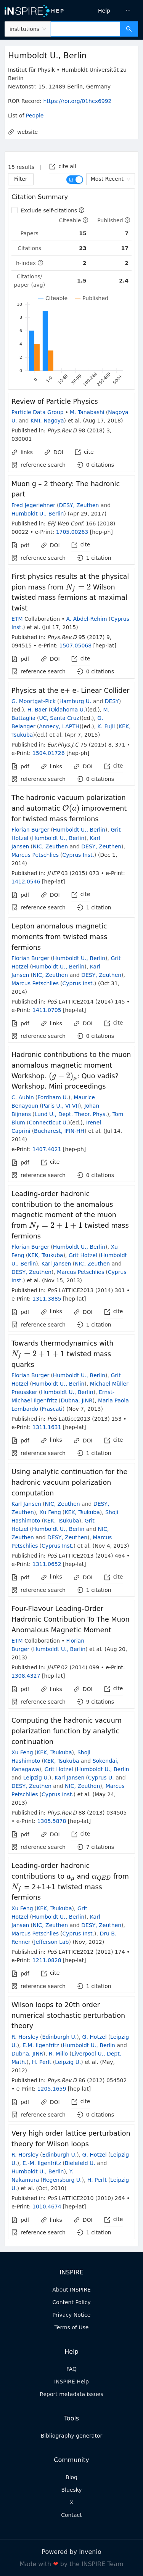 iNSPIRE HEP
Help
Institutions
Humboldt U., Berlin
Institut für Physik • Humboldt-Universität zu Berlin
Newtonstr. 15, 12489 Berlin, Germany
ROR Record: https://ror.org/01hcx6992
List of People
website
15 results | cite all
Filter
Most Recent
Citation Summary
Exclude self-citations
Citeable Published
Papers 15 7
Citations 23 17
h-index 2 2
Citations/paper (avg) 1.5 2.4
Citeable Published
10
8
6
4
2
0
0 1-9 10-49 50-99 100-249 250-499 500+
Review of Particle Physics
Particle Data Group • M. Tanabashi (Nagoya U. and KMI, Nagoya) et al. (Aug 17, 2018)
Published in: Phys.Rev.D 98 (2018) 3, 030001
links DOI cite
reference search 0 citations
Muon g – 2 theory: The hadronic part
Fred Jegerlehner (DESY, Zeuthen and Humboldt U., Berlin) (Apr 27, 2017)
Published in: EPJ Web Conf. 166 (2018) 00022 • e-Print: 1705.00263 [hep-ph]
pdf DOI cite
reference search 1 citation
First physics results at the physical pion mass from N_f = 2 Wilson twisted mass fermions at maximal twist
ETM Collaboration • A. Abdel-Rehim (Cyprus Inst.) et al. (Jul 17, 2015)
Published in: Phys.Rev.D 95 (2017) 9, 094515 • e-Print: 1507.05068 [hep-lat]
pdf DOI cite
reference search 0 citations
Physics at the e+ e- Linear Collider
G. Moortgat-Pick (Hamburg U. and DESY)(ed.), H. Baer (Oklahoma U.)(ed.), M. Battaglia (UC, Santa Cruz)(ed.), G. Belanger (Annecy, LAPTH)(ed.), K. Fujii (KEK, Tsukuba)(ed.) et al. (Apr 7, 2015)
Published in: Eur.Phys.J.C 75 (2015) 8, 371 • e-Print: 1504.01726 [hep-ph]
pdf links DOI cite
reference search 0 citations
The hadronic vacuum polarization and automatic O(a) improvement for twisted mass fermions
Florian Burger (Humboldt U., Berlin), Grit Hotzel (Humboldt U., Berlin), Karl Jansen (NIC, Zeuthen and DESY, Zeuthen), Marcus Petschlies (Cyprus Inst.) (Dec 1, 2014)
Published in: JHEP 03 (2015) 073 • e-Print: 1412.0546 [hep-lat]
pdf DOI cite
reference search 1 citation
Lepton anomalous magnetic moments from twisted mass fermions
Florian Burger (Humboldt U., Berlin), Grit Hotzel (Humboldt U., Berlin), Karl Jansen (NIC, Zeuthen and DESY, Zeuthen), Marcus Petschlies (Cyprus Inst.) (Oct 31, 2014)
Published in: PoS LATTICE2014 (2014) 145 • e-Print: 1411.0705 [hep-lat]
pdf links DOI cite
reference search 0 citations
Hadronic contributions to the muon anomalous magnetic moment Workshop. (g − 2)_μ: Quo vadis? Workshop. Mini proceedings
C. Aubin (Fordham U.), Maurice Benayoun (Paris U., VI-VII), Johan Bijnens (Lund U., Dept. Theor. Phys.), Tom Blum (Connecticut U.)(ed.), Irenel Caprini (Bucharest, IFIN-HH) et al. (Jul 14, 2014)
e-Print: 1407.4021 [hep-ph]
pdf cite
reference search 0 citations
Leading-order hadronic contribution to the anomalous magnetic moment of the muon from N_f = 2 + 1 + 1 twisted mass fermions
Florian Burger (Humboldt U., Berlin), Xu Feng (KEK, Tsukuba), Grit Hotzel (Humboldt U., Berlin), Karl Jansen (NIC, Zeuthen and DESY, Zeuthen), Marcus Petschlies (Cyprus Inst.) et al. (Nov 15, 2013)
Published in: PoS LATTICE2013 (2014) 301 • e-Print: 1311.3885 [hep-lat]
pdf links DOI cite
reference search 1 citation
Towards thermodynamics with N_f = 2 + 1 + 1 twisted mass quarks
Florian Burger (Humboldt U., Berlin), Grit Hotzel (Humboldt U., Berlin), Michael Müller-Preussker (Humboldt U., Berlin), Ernst-Michael Ilgenfritz (Dubna, JINR), Maria Paola Lombardo (Frascati) (Nov 7, 2013)
Published in: PoS Lattice2013 (2013) 153 • e-Print: 1311.1631 [hep-lat]
pdf links DOI cite
reference search 1 citation
Using analytic continuation for the hadronic vacuum polarization computation
Karl Jansen (NIC, Zeuthen and DESY, Zeuthen), Xu Feng (KEK, Tsukuba), Shoji Hashimoto (KEK, Tsukuba), Grit Hotzel (Humboldt U., Berlin and NIC, Zeuthen and DESY, Zeuthen), Marcus Petschlies (Cyprus Inst.) et al. (Nov 4, 2013)
Published in: PoS LATTICE2013 (2014) 464 • e-Print: 1311.0652 [hep-lat]
pdf links DOI cite
reference search 1 citation
Four-Flavour Leading-Order Hadronic Contribution To The Muon Anomalous Magnetic Moment
ETM Collaboration • Florian Burger (Humboldt U., Berlin) et al. (Aug 20, 2013)
Published in: JHEP 02 (2014) 099 • e-Print: 1308.4327 [hep-lat]
pdf links DOI cite
reference search 9 citations
Computing the hadronic vacuum polarization function by analytic continuation
Xu Feng (KEK, Tsukuba), Shoji Hashimoto (KEK, Tsukuba and Sokendai, Kanagawa), Grit Hotzel (Humboldt U., Berlin and Leipzig U.), Karl Jansen (Cyprus U. and DESY, Zeuthen and NIC, Zeuthen), Marcus Petschlies (Cyprus Inst.) et al. (May 24, 2013)
Published in: Phys.Rev.D 88 (2013) 034505 • e-Print: 1305.5878 [hep-lat]
pdf DOI cite
reference search 7 citations
Leading-order hadronic contributions to a_μ and α_QED from N_f = 2+1+1 twisted mass fermions
Xu Feng (KEK, Tsukuba), Grit Hotzel (Humboldt U., Berlin), Karl Jansen (NIC, Zeuthen and DESY, Zeuthen), Marcus Petschlies (Cyprus Inst.), Dru B. Renner (Jefferson Lab) (Nov, 2012)
Published in: PoS LATTICE2012 (2012) 174 • e-Print: 1211.0828 [hep-lat]
pdf cite
reference search 1 citation
Wilson loops to 20th order numerical stochastic perturbation theory
R. Horsley (Edinburgh U.), G. Hotzel (Leipzig U.), E.M. Ilgenfritz (Humboldt U., Berlin and Dubna, JINR), R. Millo (Liverpool U., Dept. Math.), H. Perlt (Leipzig U.) et al. (May, 2012)
Published in: Phys.Rev.D 86 (2012) 054502 • e-Print: 1205.1659 [hep-lat]
pdf DOI cite
reference search 0 citations
Very high order lattice perturbation theory for Wilson loops
R. Horsley (Edinburgh U.), G. Hotzel (Leipzig U.), E.-M. Ilgenfritz (Bielefeld U. and Humboldt U., Berlin), Y. Nakamura (Regensburg U.), H. Perlt (Leipzig U.) et al. (Oct, 2010)
Published in: PoS LATTICE2010 (2010) 264 • e-Print: 1010.4674 [hep-lat]
pdf links DOI cite
reference search 1 citation
INSPIRE
About INSPIRE
Content Policy
Privacy Notice
Terms of Use
Help
FAQ
INSPIRE Help
Report metadata issues
Tools
Bibliography generator
Community
Blog
Bluesky
X
Contact
Powered by Invenio
Made with ❤ by the INSPIRE Team